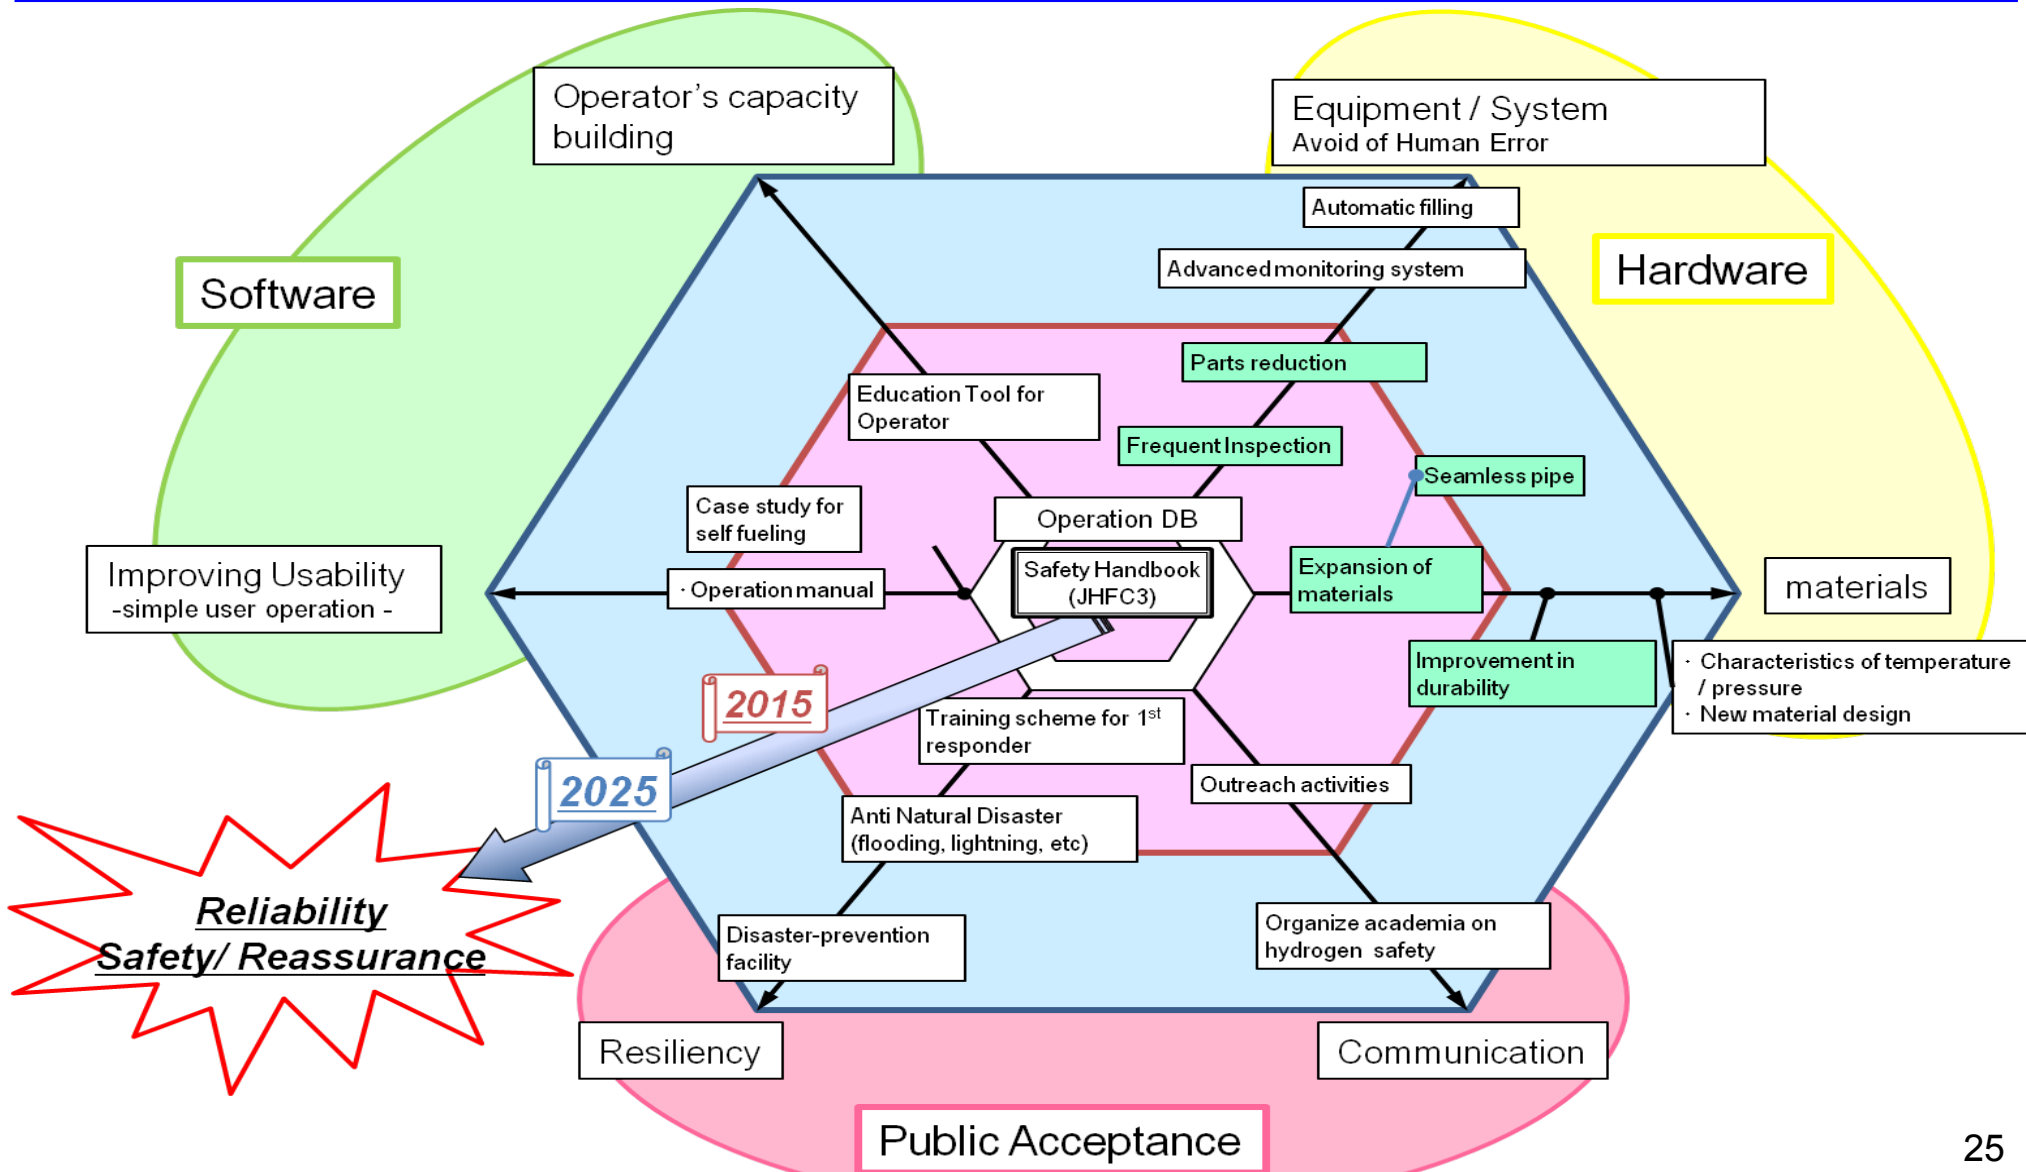 Operator's capacity
building
Equipment / System
Avoid of Human Error
Automatic filling
Advanced monitoring system
Software
Hardware
Parts reduction
Education Tool for
Operator
Frequent Inspection
Seamless pipe
Case study for
self fueling
Operation DB
Improving Usability
-simple user operation -
· Operation manual
Safety Handbook
(JHFC3)
Expansion of
materials
materials
Improvement in
durability
· Characteristics of temperature
/ pressure
· New material design
2015
Training scheme for 1st
responder
2025
Outreach activities
Anti Natural Disaster
(flooding, lightning, etc)
Reliability
Safety/ Reassurance
Disaster-prevention
facility
Organize academia on
hydrogen safety
Resiliency
Communication
Public Acceptance
25